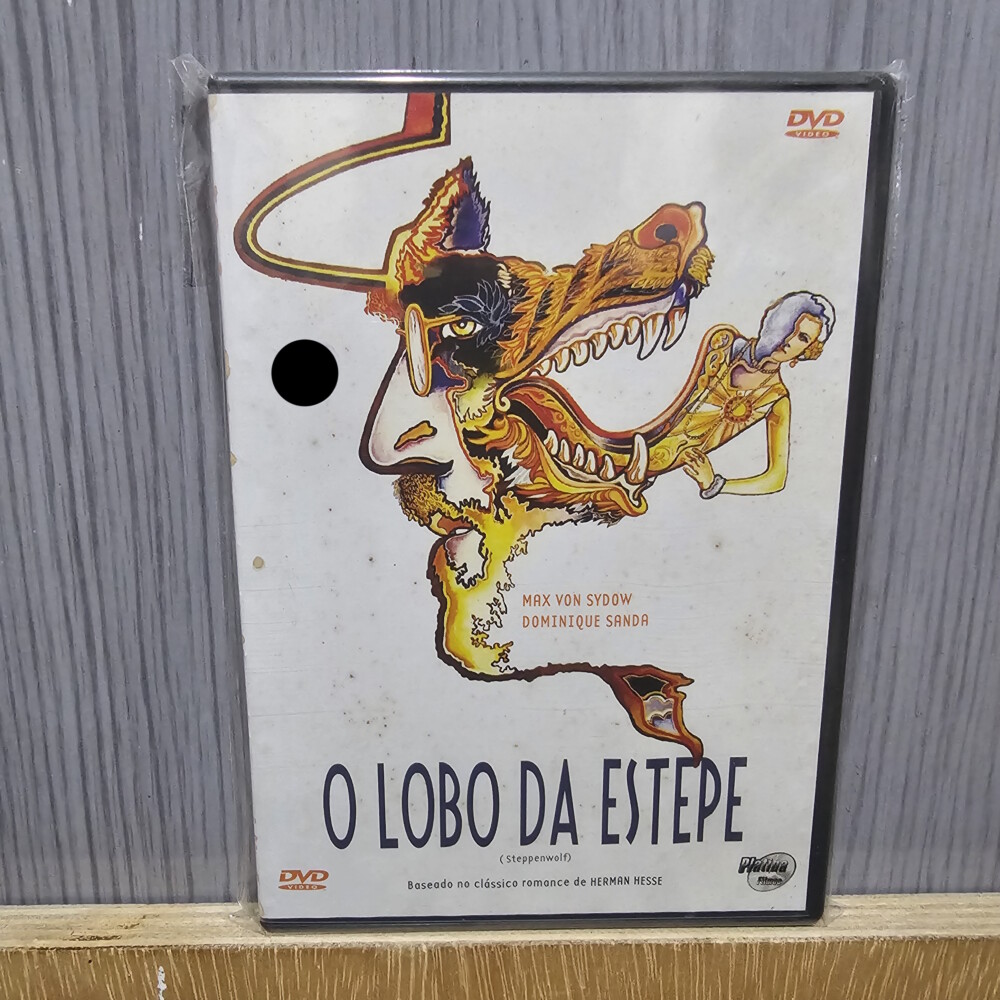 DVD
VIDEO
MAX VON SYDOW
DOMINIQUE SANDA
O LOBO DA ESTEPE
(Steppenwolf)
Baseado no clássico romance de HERMAN HESSE
DVD
VIDEO
Platina
Filmes